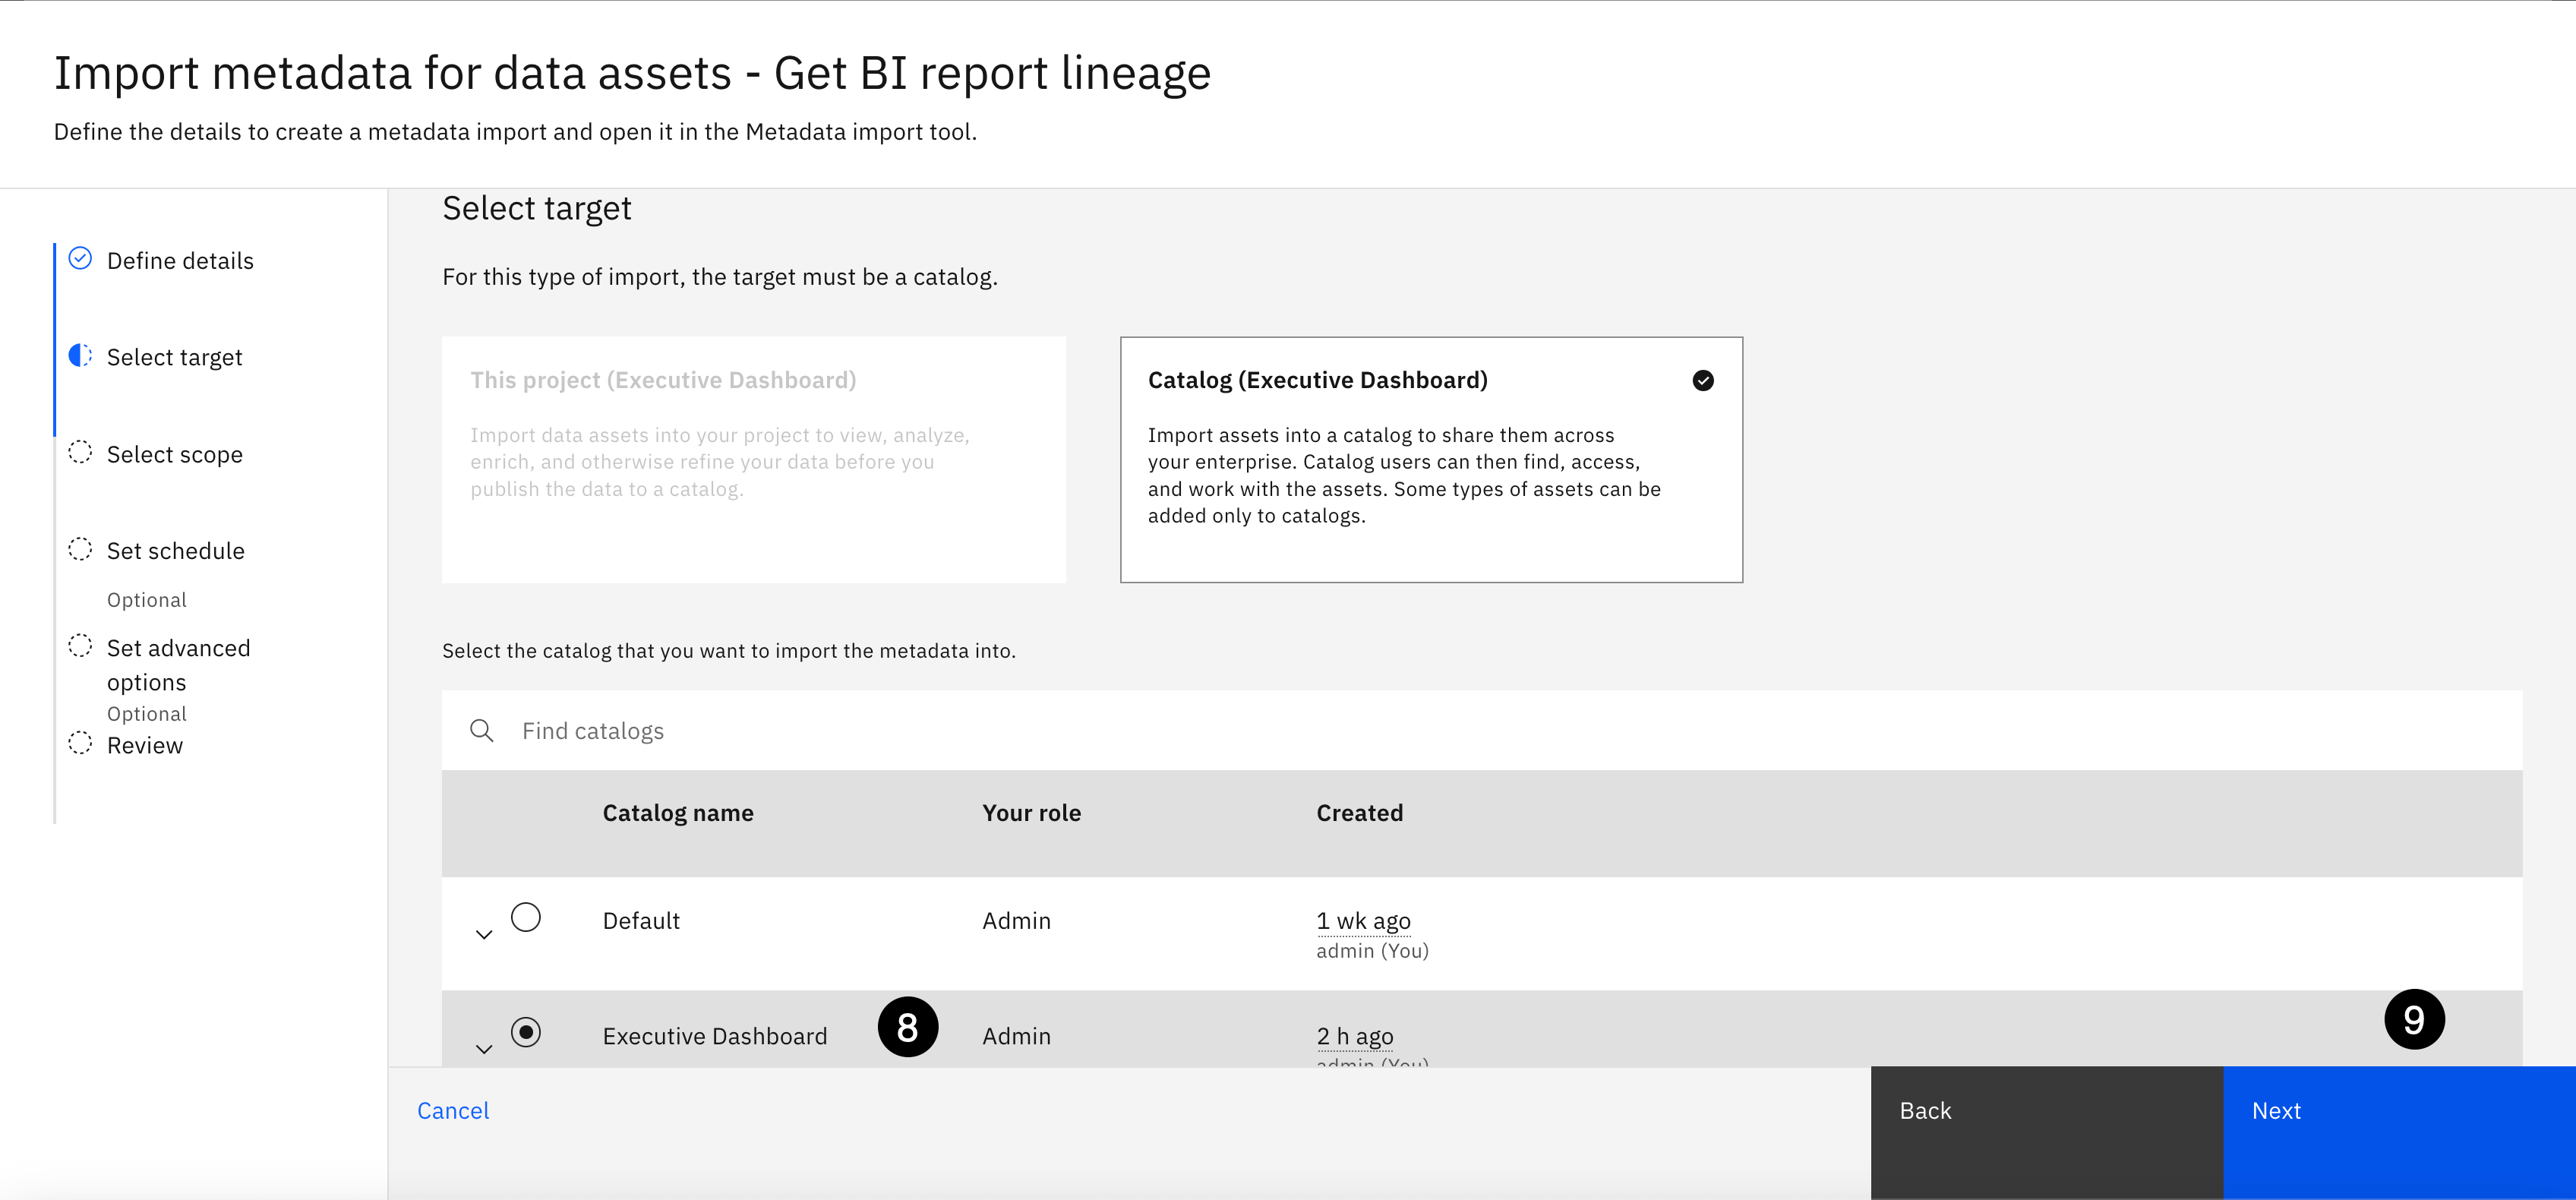 Import metadata for data assets - Get BI report lineage
Define the details to create a metadata import and open it in the Metadata import tool.
Define details
Select target
Select scope
Set schedule
Optional
Set advanced
options
Optional
Review
Select target
For this type of import, the target must be a catalog.
This project (Executive Dashboard)
Import data assets into your project to view, analyze,
enrich, and otherwise refine your data before you
publish the data to a catalog.
Catalog (Executive Dashboard)
Import assets into a catalog to share them across
your enterprise. Catalog users can then find, access,
and work with the assets. Some types of assets can be
added only to catalogs.
Select the catalog that you want to import the metadata into.
Find catalogs
Catalog name Your role Created
Default Admin 1 wk ago
admin (You)
Executive Dashboard 8 Admin 2 h ago 9
admin (You)
Cancel Back Next